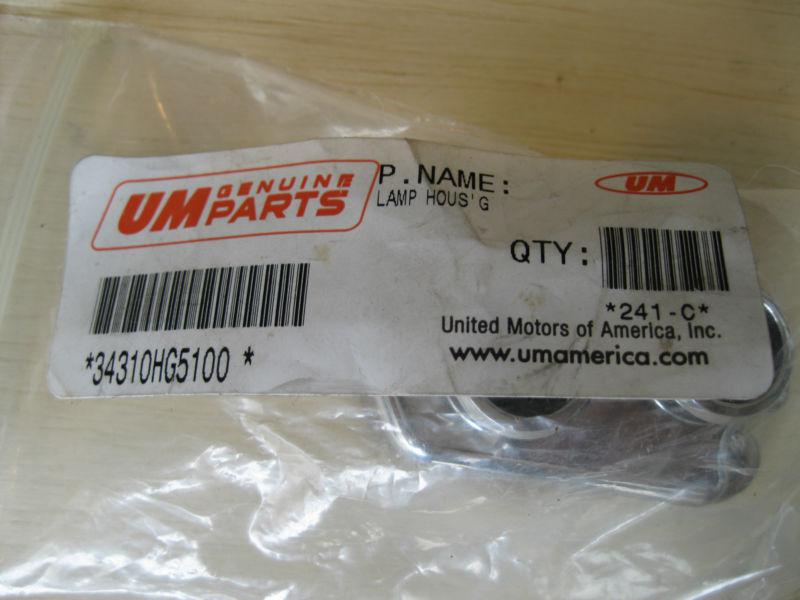 UM GENUINE PARTS
P.NAME:
LAMP HOUS'G
UM
QTY:
*241-C*
*34310HG5100 *
United Motors of America, Inc.
www.umamerica.com